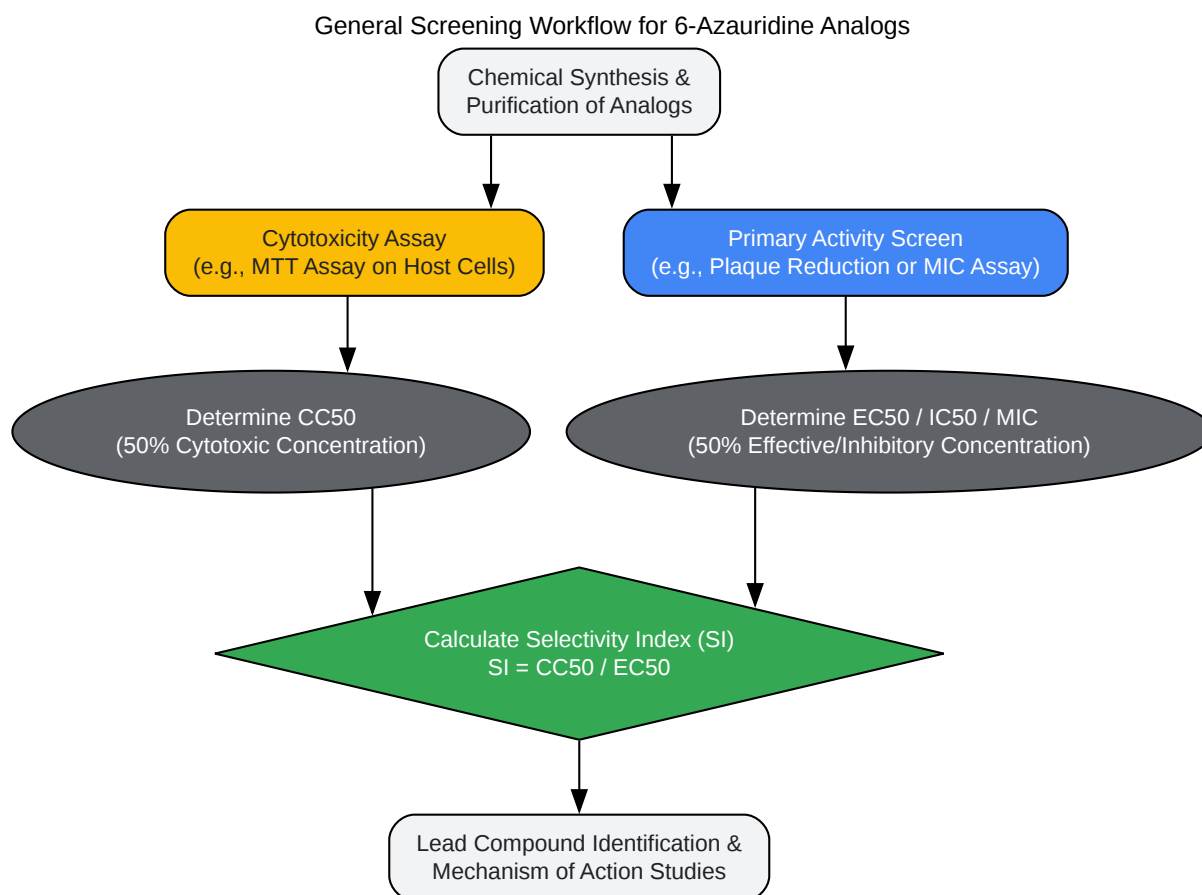 General Screening Workflow for 6-Azauridine Analogs
Chemical Synthesis &
Purification of Analogs
Cytotoxicity Assay
(e.g., MTT Assay on Host Cells)
Primary Activity Screen
(e.g., Plaque Reduction or MIC Assay)
Determine CC50
(50% Cytotoxic Concentration)
Determine EC50 / IC50 / MIC
(50% Effective/Inhibitory Concentration)
Calculate Selectivity Index (SI)
SI = CC50 / EC50
Lead Compound Identification &
Mechanism of Action Studies